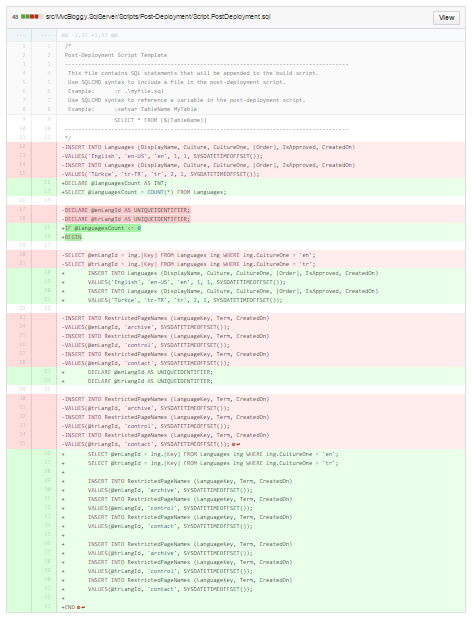 48 src/MvcBloggy.SqlServer/Scripts/Post-Deployment/Script.PostDeployment.sql View
... ... @@ -1,35 +1,43 @@
1 1 /*
2 2 Post-Deployment Script Template
3 3 --------------------------------------------------------------------------------------
4 4 This file contains SQL statements that will be appended to the build script.
5 5 Use SQLCMD syntax to include a file in the post-deployment script.
6 6 Example: :r .\myfile.sql
7 7 Use SQLCMD syntax to reference a variable in the post-deployment script.
8 8 Example: :setvar TableName MyTable
9 9 SELECT * FROM [$(TableName)]
10 10 --------------------------------------------------------------------------------------
11 11 */
12 -INSERT INTO Languages (DisplayName, Culture, CultureOne, [Order], IsApproved, CreatedOn)
13 -VALUES('English', 'en-US', 'en', 1, 1, SYSDATETIMEOFFSET());
14 -INSERT INTO Languages (DisplayName, Culture, CultureOne, [Order], IsApproved, CreatedOn)
15 -VALUES('Türkçe', 'tr-TR', 'tr', 2, 1, SYSDATETIMEOFFSET());
12 +DECLARE @languagesCount AS INT;
13 +SELECT @languagesCount = COUNT(*) FROM Languages;
16 14
17 -DECLARE @enLangId AS UNIQUEIDENTIFIER;
18 -DECLARE @trLangId AS UNIQUEIDENTIFIER;
15 +IF @languagesCount <= 0
16 +BEGIN
19 17
20 -SELECT @enLangId = lng.[Key] FROM Languages lng WHERE lng.CultureOne = 'en';
21 -SELECT @trLangId = lng.[Key] FROM Languages lng WHERE lng.CultureOne = 'tr';
18 + INSERT INTO Languages (DisplayName, Culture, CultureOne, [Order], IsApproved, CreatedOn)
19 + VALUES('English', 'en-US', 'en', 1, 1, SYSDATETIMEOFFSET());
20 + INSERT INTO Languages (DisplayName, Culture, CultureOne, [Order], IsApproved, CreatedOn)
21 + VALUES('Türkçe', 'tr-TR', 'tr', 2, 1, SYSDATETIMEOFFSET());
22 22
23 -INSERT INTO RestrictedPageNames (LanguageKey, Term, CreatedOn)
24 -VALUES(@enLangId, 'archive', SYSDATETIMEOFFSET());
25 -INSERT INTO RestrictedPageNames (LanguageKey, Term, CreatedOn)
26 -VALUES(@enLangId, 'control', SYSDATETIMEOFFSET());
27 -INSERT INTO RestrictedPageNames (LanguageKey, Term, CreatedOn)
28 -VALUES(@enLangId, 'contact', SYSDATETIMEOFFSET());
23 + DECLARE @enLangId AS UNIQUEIDENTIFIER;
24 + DECLARE @trLangId AS UNIQUEIDENTIFIER;
29 25
30 -INSERT INTO RestrictedPageNames (LanguageKey, Term, CreatedOn)
31 -VALUES(@trLangId, 'archive', SYSDATETIMEOFFSET());
32 -INSERT INTO RestrictedPageNames (LanguageKey, Term, CreatedOn)
33 -VALUES(@trLangId, 'control', SYSDATETIMEOFFSET());
34 -INSERT INTO RestrictedPageNames (LanguageKey, Term, CreatedOn)
35 -VALUES(@trLangId, 'contact', SYSDATETIMEOFFSET());
26 + SELECT @enLangId = lng.[Key] FROM Languages lng WHERE lng.CultureOne = 'en';
27 + SELECT @trLangId = lng.[Key] FROM Languages lng WHERE lng.CultureOne = 'tr';
28 +
29 + INSERT INTO RestrictedPageNames (LanguageKey, Term, CreatedOn)
30 + VALUES(@enLangId, 'archive', SYSDATETIMEOFFSET());
31 + INSERT INTO RestrictedPageNames (LanguageKey, Term, CreatedOn)
32 + VALUES(@enLangId, 'control', SYSDATETIMEOFFSET());
33 + INSERT INTO RestrictedPageNames (LanguageKey, Term, CreatedOn)
34 + VALUES(@enLangId, 'contact', SYSDATETIMEOFFSET());
35 +
36 + INSERT INTO RestrictedPageNames (LanguageKey, Term, CreatedOn)
37 + VALUES(@trLangId, 'archive', SYSDATETIMEOFFSET());
38 + INSERT INTO RestrictedPageNames (LanguageKey, Term, CreatedOn)
39 + VALUES(@trLangId, 'control', SYSDATETIMEOFFSET());
40 + INSERT INTO RestrictedPageNames (LanguageKey, Term, CreatedOn)
41 + VALUES(@trLangId, 'contact', SYSDATETIMEOFFSET());
42 +
43 +END